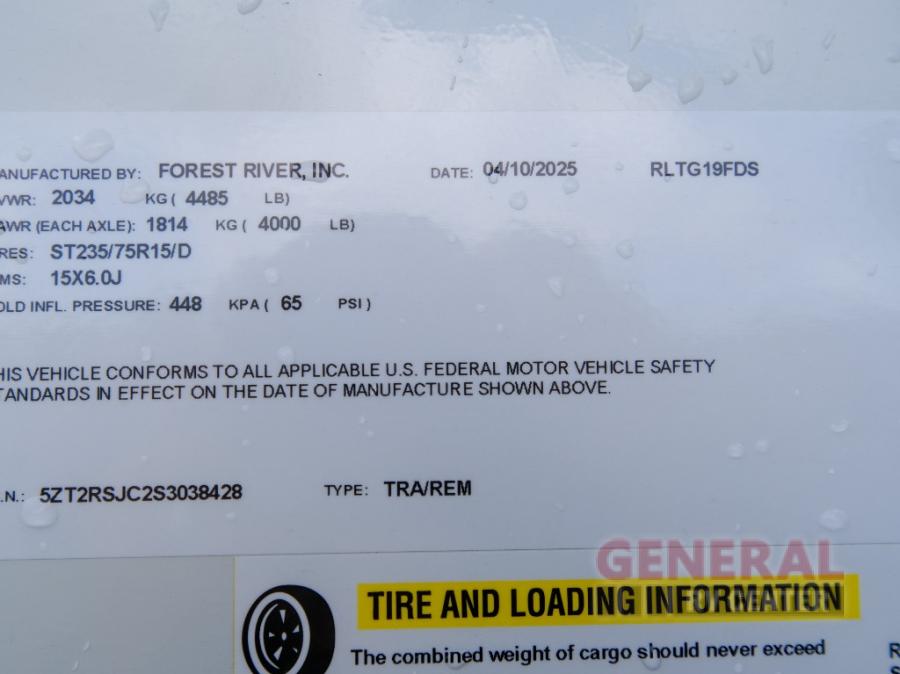 ANUFACTURED BY: FOREST RIVER, INC. DATE: 04/10/2025 RLTG19FDS
VWR: 2034 KG ( 4485 LB)
AWR (EACH AXLE): 1814 KG ( 4000 LB)
RES: ST235/75R15/D
MS: 15X6.0J
OLD INFL. PRESSURE: 448 KPA ( 65 PSI )
HIS VEHICLE CONFORMS TO ALL APPLICABLE U.S. FEDERAL MOTOR VEHICLE SAFETY
TANDARDS IN EFFECT ON THE DATE OF MANUFACTURE SHOWN ABOVE.
.N.: 5ZT2RSJC2S3038428 TYPE: TRA/REM
GENERAL
TIRE AND LOADING INFORMATION
The combined weight of cargo should never exceed